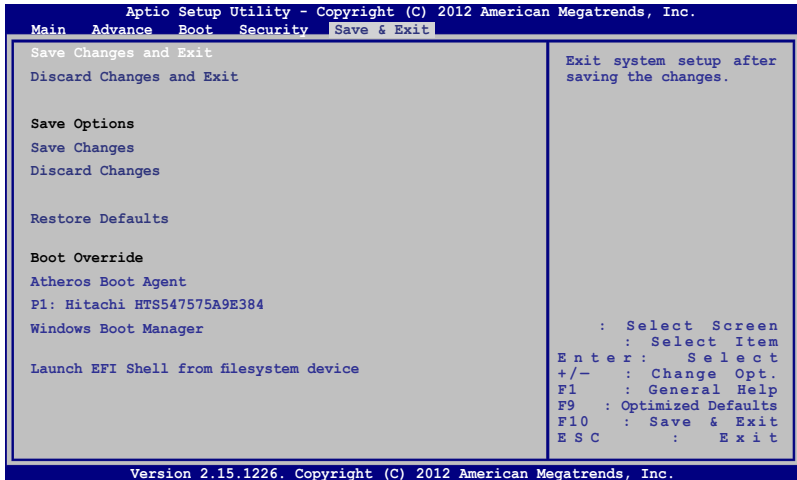 Aptio Setup Utility - Copyright (C) 2012 American Megatrends, Inc.
Main Advance Boot Security Save & Exit
Save Changes and Exit
Discard Changes and Exit
Save Options
Save Changes
Discard Changes
Restore Defaults
Boot Override
Atheros Boot Agent
P1: Hitachi HTS547575A9E384
Windows Boot Manager
Launch EFI Shell from filesystem device
Exit system setup after
saving the changes.
: Select Screen
: Select Item
Enter: Select
+/— : Change Opt.
F1 : General Help
F9 : Optimized Defaults
F10 : Save & Exit
ESC : Exit
Version 2.15.1226. Copyright (C) 2012 American Megatrends, Inc.